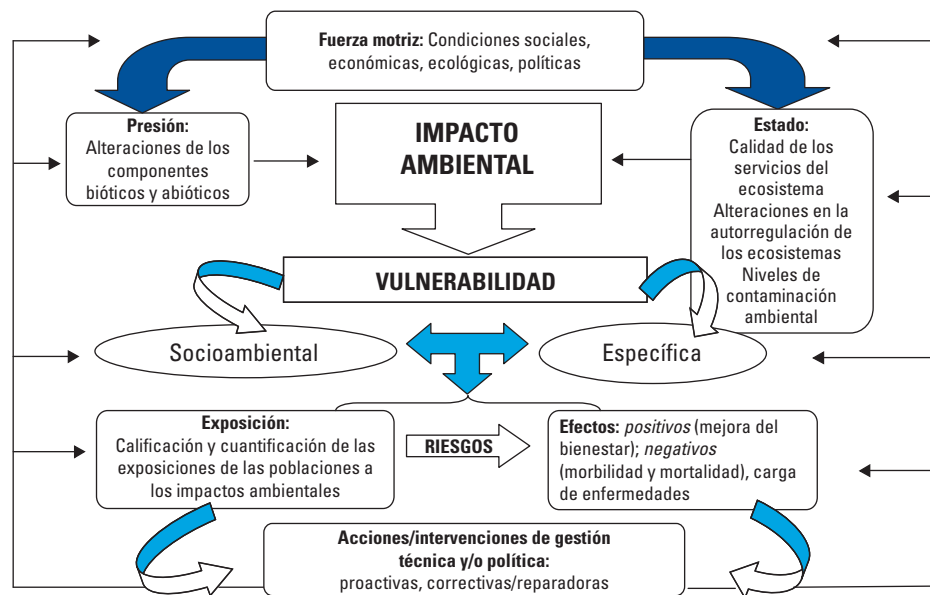 Fuerza motriz: Condiciones sociales,
económicas, ecológicas, políticas
Presión:
Alteraciones de los
componentes
bióticos y abióticos
IMPACTO
AMBIENTAL
Estado:
Calidad de los
servicios del
ecosistema
Alteraciones en la
autorregulación de
los ecosistemas
Niveles de
contaminación
ambiental
VULNERABILIDAD
Socioambiental
Específica
Exposición:
Calificación y cuantificación de las
exposiciones de las poblaciones a
los impactos ambientales
RIESGOS
Efectos: positivos (mejora del
bienestar); negativos
(morbilidad y mortalidad), carga
de enfermedades
Acciones/intervenciones de gestión
técnica y/o política:
proactivas, correctivas/reparadoras